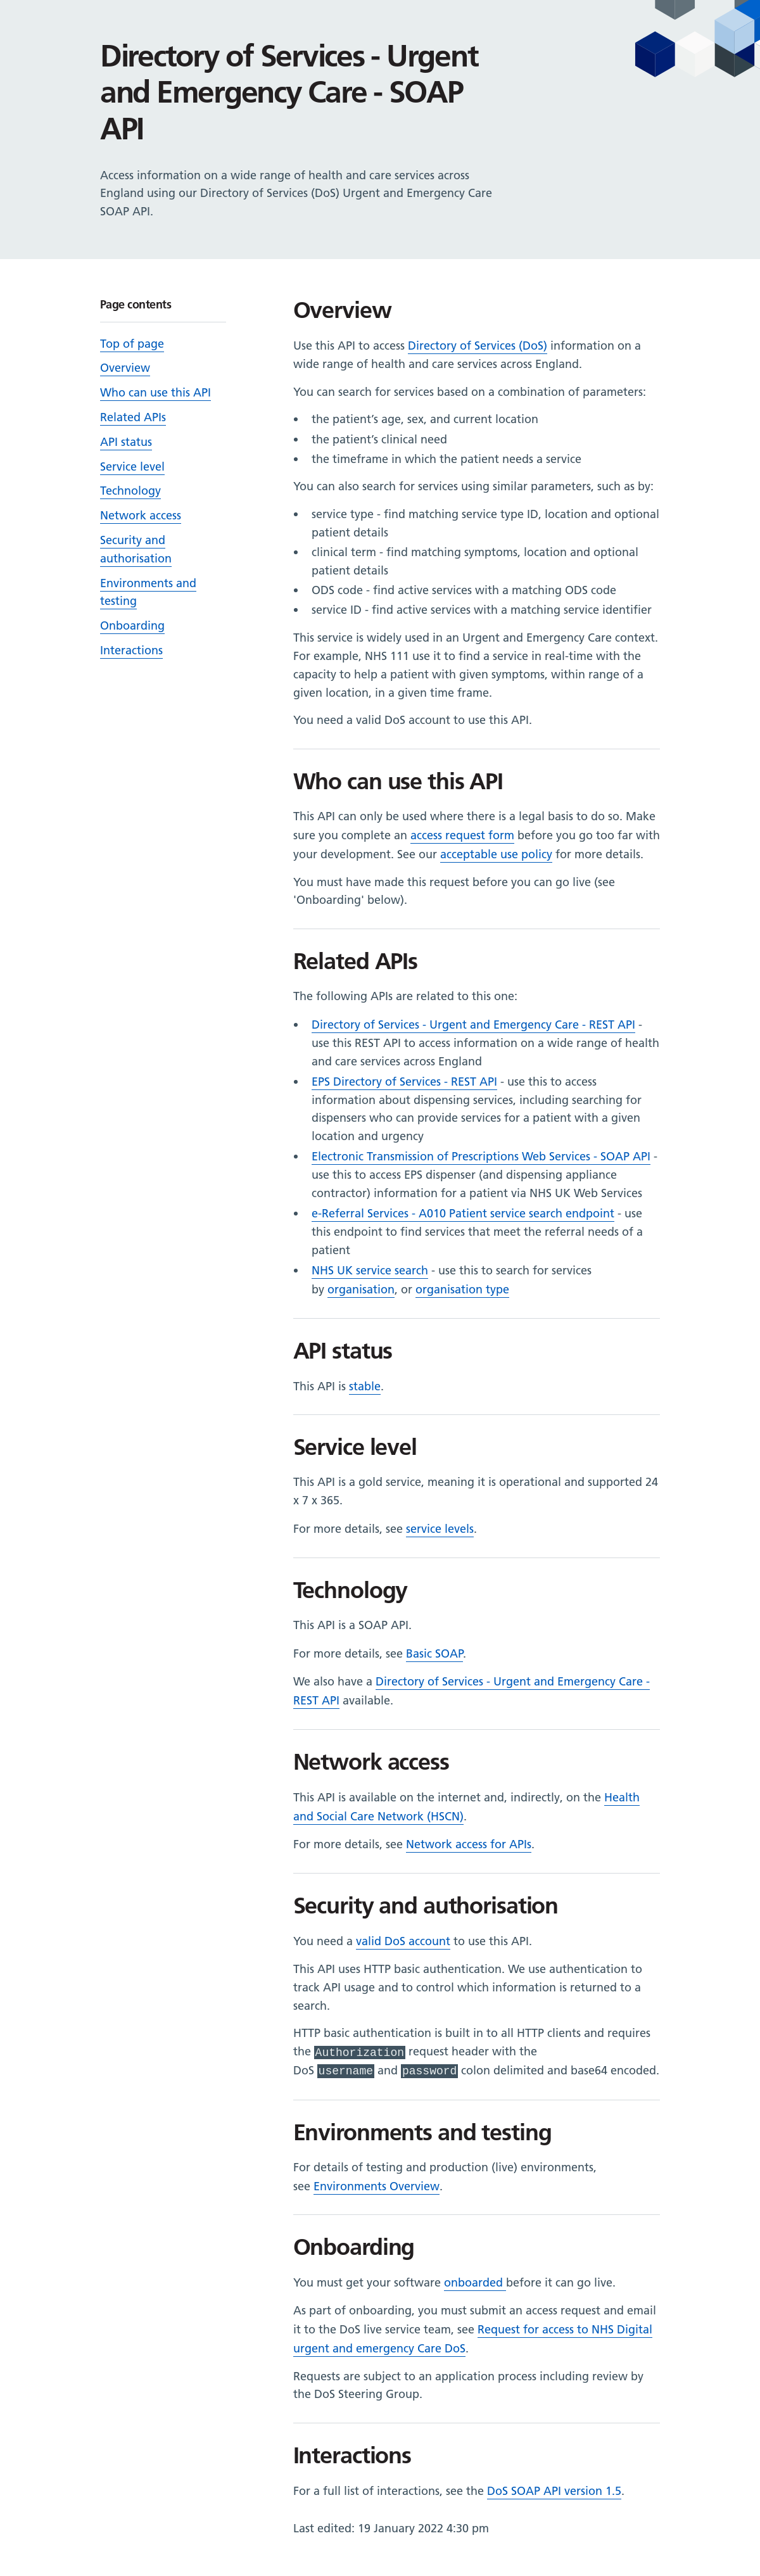 Directory of Services - Urgent
and Emergency Care - SOAP
API
Access information on a wide range of health and care services across
England using our Directory of Services (DoS) Urgent and Emergency Care
SOAP API.
Page contents
Top of page
Overview
Who can use this API
Related APIs
API status
Service level
Technology
Network access
Security and
authorisation
Environments and
testing
Onboarding
Interactions
Overview
Use this API to access Directory of Services (DoS) information on a
wide range of health and care services across England.
You can search for services based on a combination of parameters:
• the patient’s age, sex, and current location
• the patient’s clinical need
• the timeframe in which the patient needs a service
You can also search for services using similar parameters, such as by:
• service type - find matching service type ID, location and optional
patient details
• clinical term - find matching symptoms, location and optional
patient details
• ODS code - find active services with a matching ODS code
• service ID - find active services with a matching service identifier
This service is widely used in an Urgent and Emergency Care context.
For example, NHS 111 use it to find a service in real-time with the
capacity to help a patient with given symptoms, within range of a
given location, in a given time frame.
You need a valid DoS account to use this API.
Who can use this API
This API can only be used where there is a legal basis to do so. Make
sure you complete an access request form before you go too far with
your development. See our acceptable use policy for more details.
You must have made this request before you can go live (see
'Onboarding' below).
Related APIs
The following APIs are related to this one:
• Directory of Services - Urgent and Emergency Care - REST API -
use this REST API to access information on a wide range of health
and care services across England
• EPS Directory of Services - REST API - use this to access
information about dispensing services, including searching for
dispensers who can provide services for a patient with a given
location and urgency
• Electronic Transmission of Prescriptions Web Services - SOAP API -
use this to access EPS dispenser (and dispensing appliance
contractor) information for a patient via NHS UK Web Services
• e-Referral Services - A010 Patient service search endpoint - use
this endpoint to find services that meet the referral needs of a
patient
• NHS UK service search - use this to search for services
by organisation, or organisation type
API status
This API is stable.
Service level
This API is a gold service, meaning it is operational and supported 24
x 7 x 365.
For more details, see service levels.
Technology
This API is a SOAP API.
For more details, see Basic SOAP.
We also have a Directory of Services - Urgent and Emergency Care -
REST API available.
Network access
This API is available on the internet and, indirectly, on the Health
and Social Care Network (HSCN).
For more details, see Network access for APIs.
Security and authorisation
You need a valid DoS account to use this API.
This API uses HTTP basic authentication. We use authentication to
track API usage and to control which information is returned to a
search.
HTTP basic authentication is built in to all HTTP clients and requires
the Authorization request header with the
DoS username and password colon delimited and base64 encoded.
Environments and testing
For details of testing and production (live) environments,
see Environments Overview.
Onboarding
You must get your software onboarded before it can go live.
As part of onboarding, you must submit an access request and email
it to the DoS live service team, see Request for access to NHS Digital
urgent and emergency Care DoS.
Requests are subject to an application process including review by
the DoS Steering Group.
Interactions
For a full list of interactions, see the DoS SOAP API version 1.5.
Last edited: 19 January 2022 4:30 pm